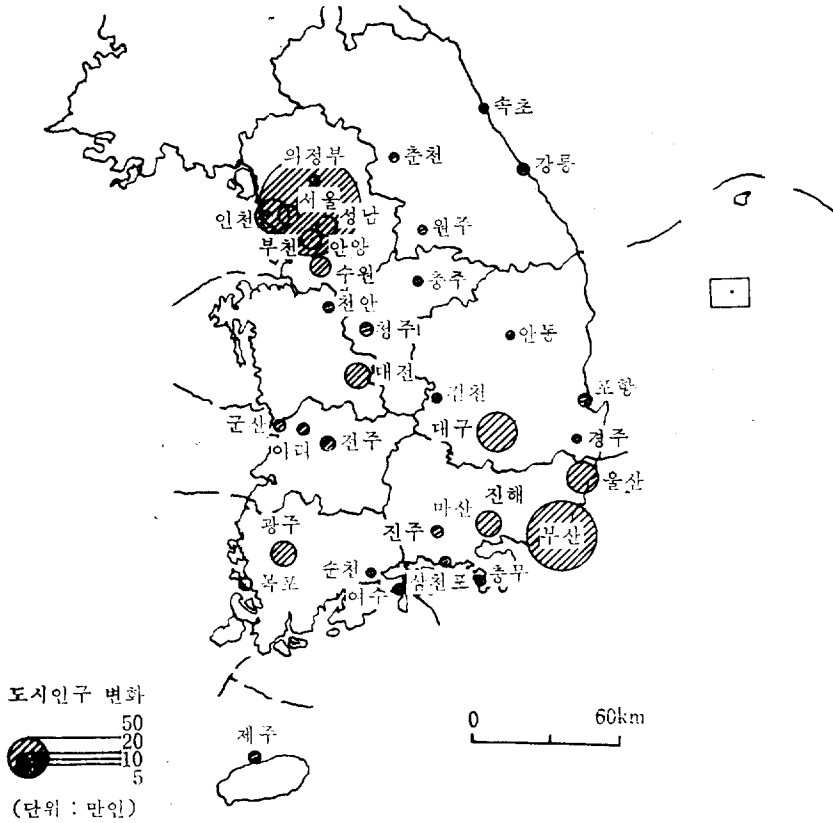 속초
춘천
강릉
의정부
서울
인천
성남
원주
부천
안양
수원
충주
천안
청주
안동
대전
김천
포항
군산
대구
이리
전주
경주
울산
마산
진해
진주
부산
광주
순천
삼천포
충무
목포
여수
도시인구 변화
50
20
10
5
(단위 : 만인)
0 60km
제주